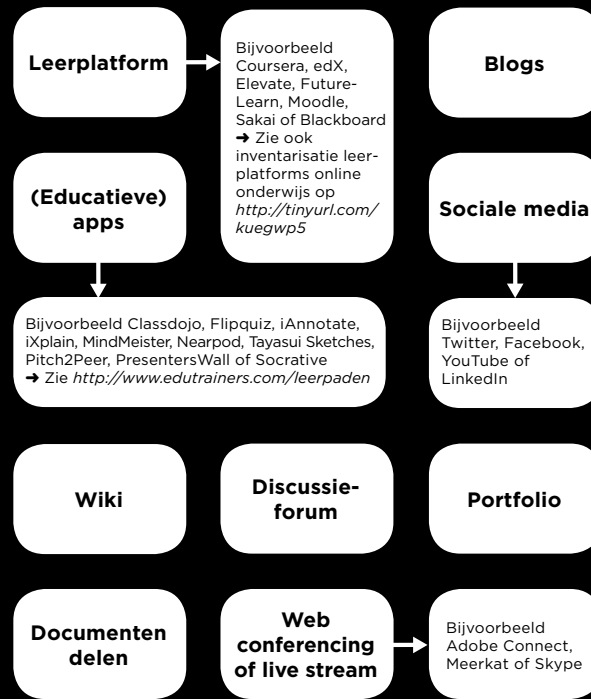 Leerplatform
Bijvoorbeeld
Coursera, edX,
Elevate, Future-
Learn, Moodle,
Sakai of Blackboard
➜ Zie ook
inventarisatie leer-
platforms online
onderwijs op
http://tinyurl.com/
kuegwp5
Blogs
(Educatieve)
apps
Sociale media
Bijvoorbeeld Classdojo, Flipquiz, iAnnotate,
iXplain, MindMeister, Nearpod, Tayasui Sketches,
Pitch2Peer, PresentersWall of Socrative
➜ Zie http://www.edutrainers.com/leerpaden
Bijvoorbeeld
Twitter, Facebook,
YouTube of
LinkedIn
Wiki
Discussie-
forum
Portfolio
Documenten
delen
Web
conferencing
of live stream
Bijvoorbeeld
Adobe Connect,
Meerkat of Skype